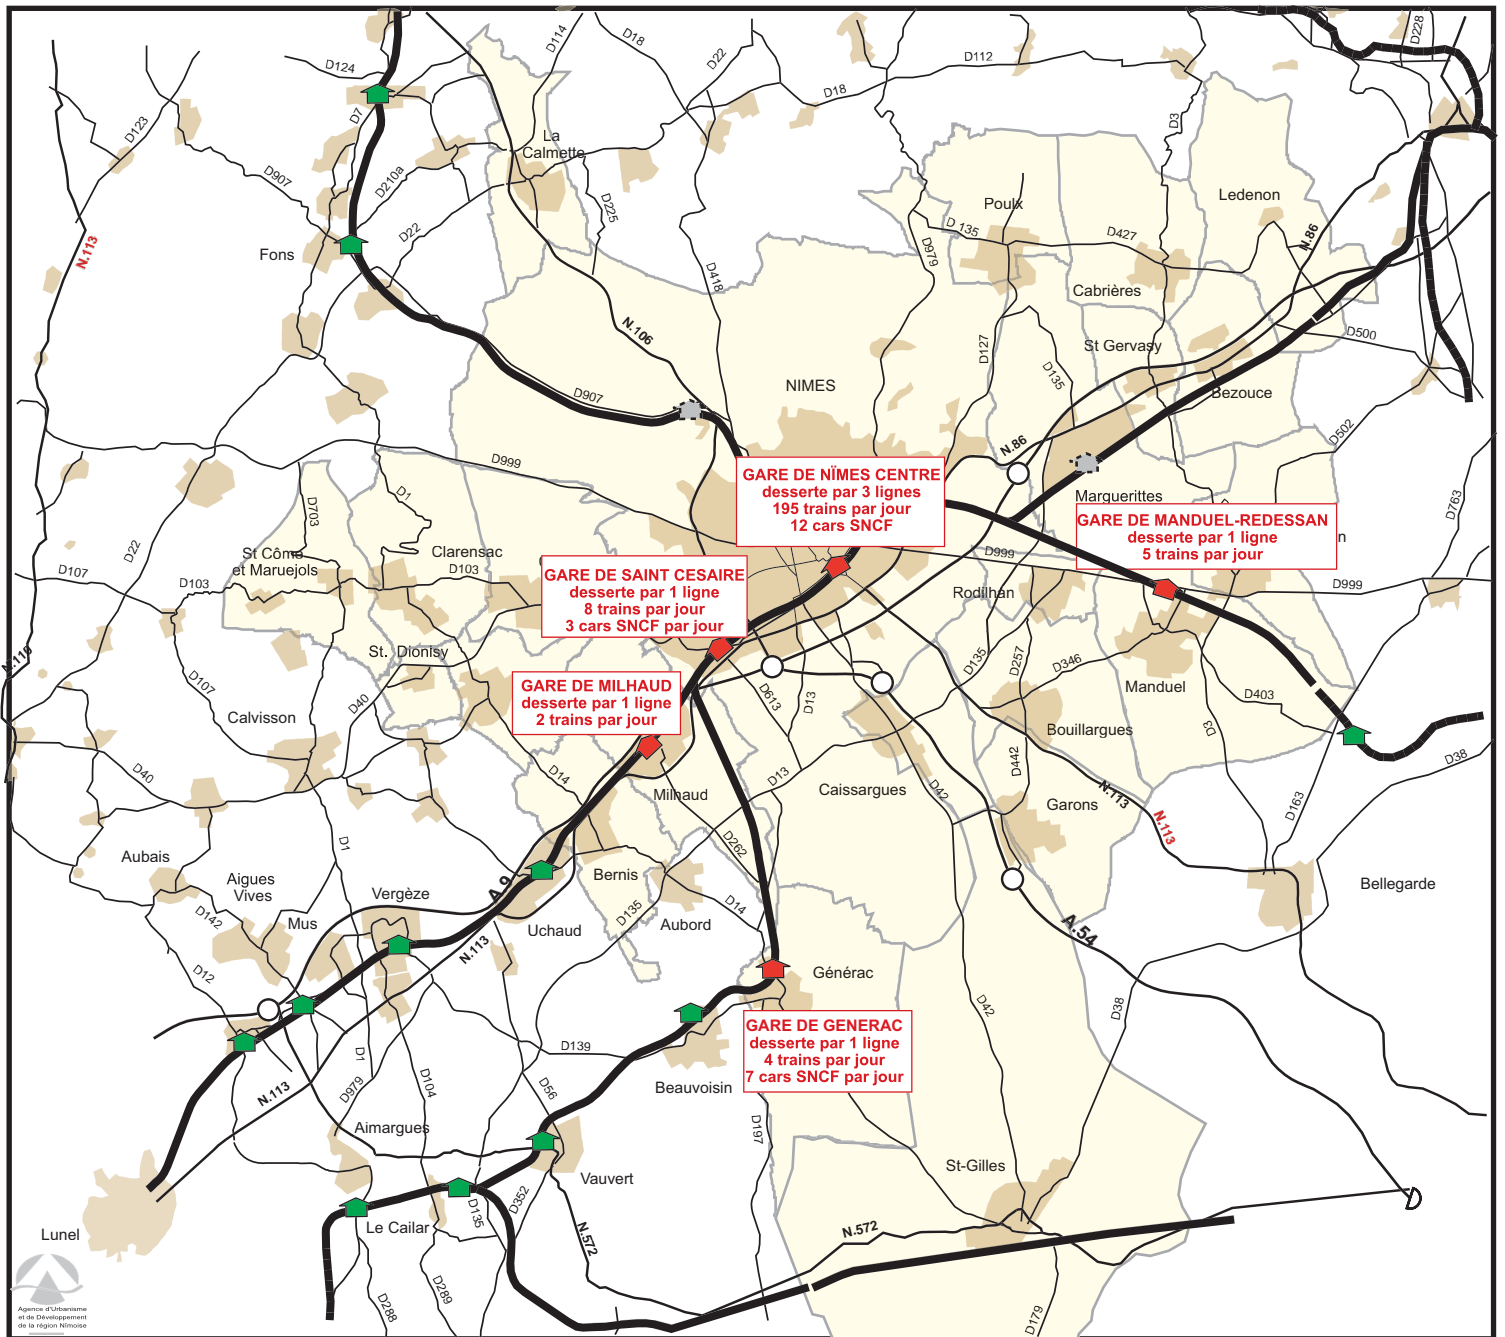 D124
D7
D123
D907
D210a
D22
Fons
N.113
D114
D18
D22
D112
D18
D228
D3
La
Calmette
D225
D418
N.106
D907
Poulx
D 135
D979
D427
Cabrières
Ledenon
N.86
D500
St Gervasy
D127
D135
Bezouce
NIMES
N.86
D502
D763
Marguerittes
D999
D703
D1
D22
D107
D103
St Côme
et Maruejols
Clarensac
D103
GARE DE NÏMES CENTRE
desserte par 3 lignes
195 trains par jour
12 cars SNCF
GARE DE MANDUEL-REDESSAN
desserte par 1 ligne
5 trains par jour
n
D999
D999
GARE DE SAINT CESAIRE
desserte par 1 ligne
8 trains par jour
3 cars SNCF par jour
Rodilhan
St. Dionisy
D107
D40
Calvisson
GARE DE MILHAUD
desserte par 1 ligne
2 trains par jour
D613
D13
D135
D257
D346
Manduel
D403
D3
Bouillargues
D442
D38
D163
N.113
N.113
Garons
Caissargues
D42
D13
Milhaud
D262
D14
D40
D1
Aubais
Aigues
Vives
Mus
D142
D12
Vergèze
A 9
N.113
Uchaud
Bernis
D135
Aubord
D14
Bellegarde
A.54
Générac
D42
D38
GARE DE GENERAC
desserte par 1 ligne
4 trains par jour
7 cars SNCF par jour
D139
Beauvoisin
D56
D1
D979
D104
N.113
Aimargues
D197
Vauvert
D352
D135
Le Cailar
N.572
St-Gilles
N.572
D288
D289
D179
Lunel
Agence d'Urbanisme
et de Développement
de la région Nîmoise